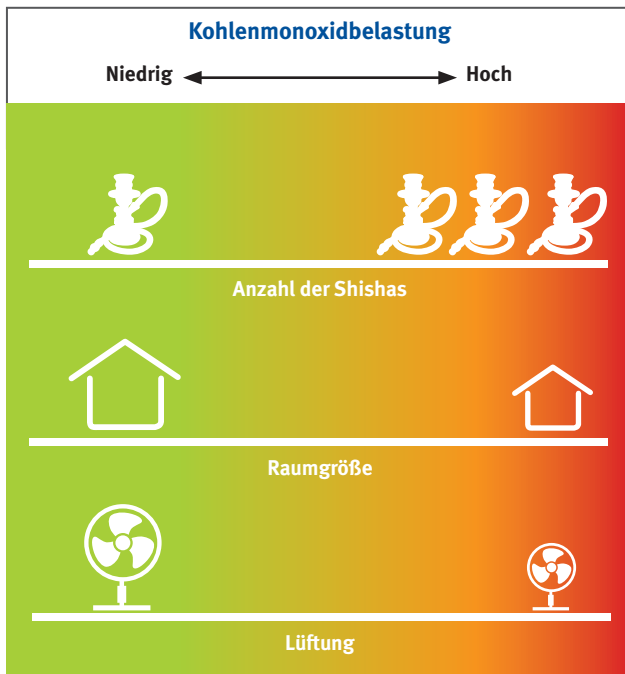 Kohlenmonoxidbelastung
Niedrig Hoch
Anzahl der Shishas
Raumgröße
Lüftung